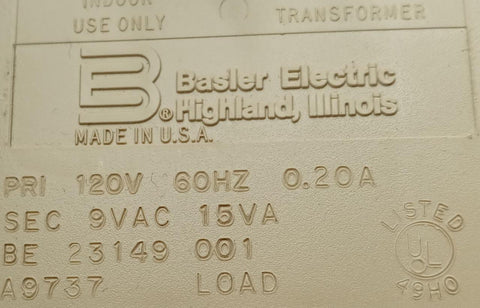 INDOOR
USE ONLY
TRANSFORMER
B
® Basler Electric
Highland, Illinois
MADE IN U.S.A.
PRI 120V 60HZ 0.20A
SEC 9VAC 15VA
BE 23149 001
A9737 LOAD
LISTED
UL
49H0